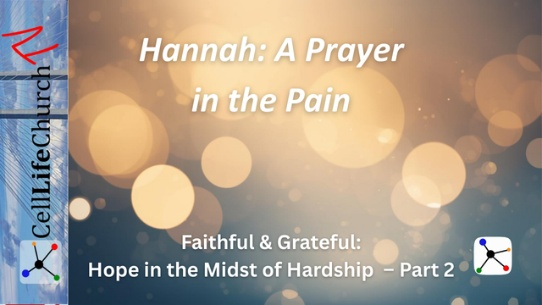 Hannah: A Prayer
in the Pain
Faithful & Grateful:
Hope in the Midst of Hardship – Part 2
CellLifeChurch